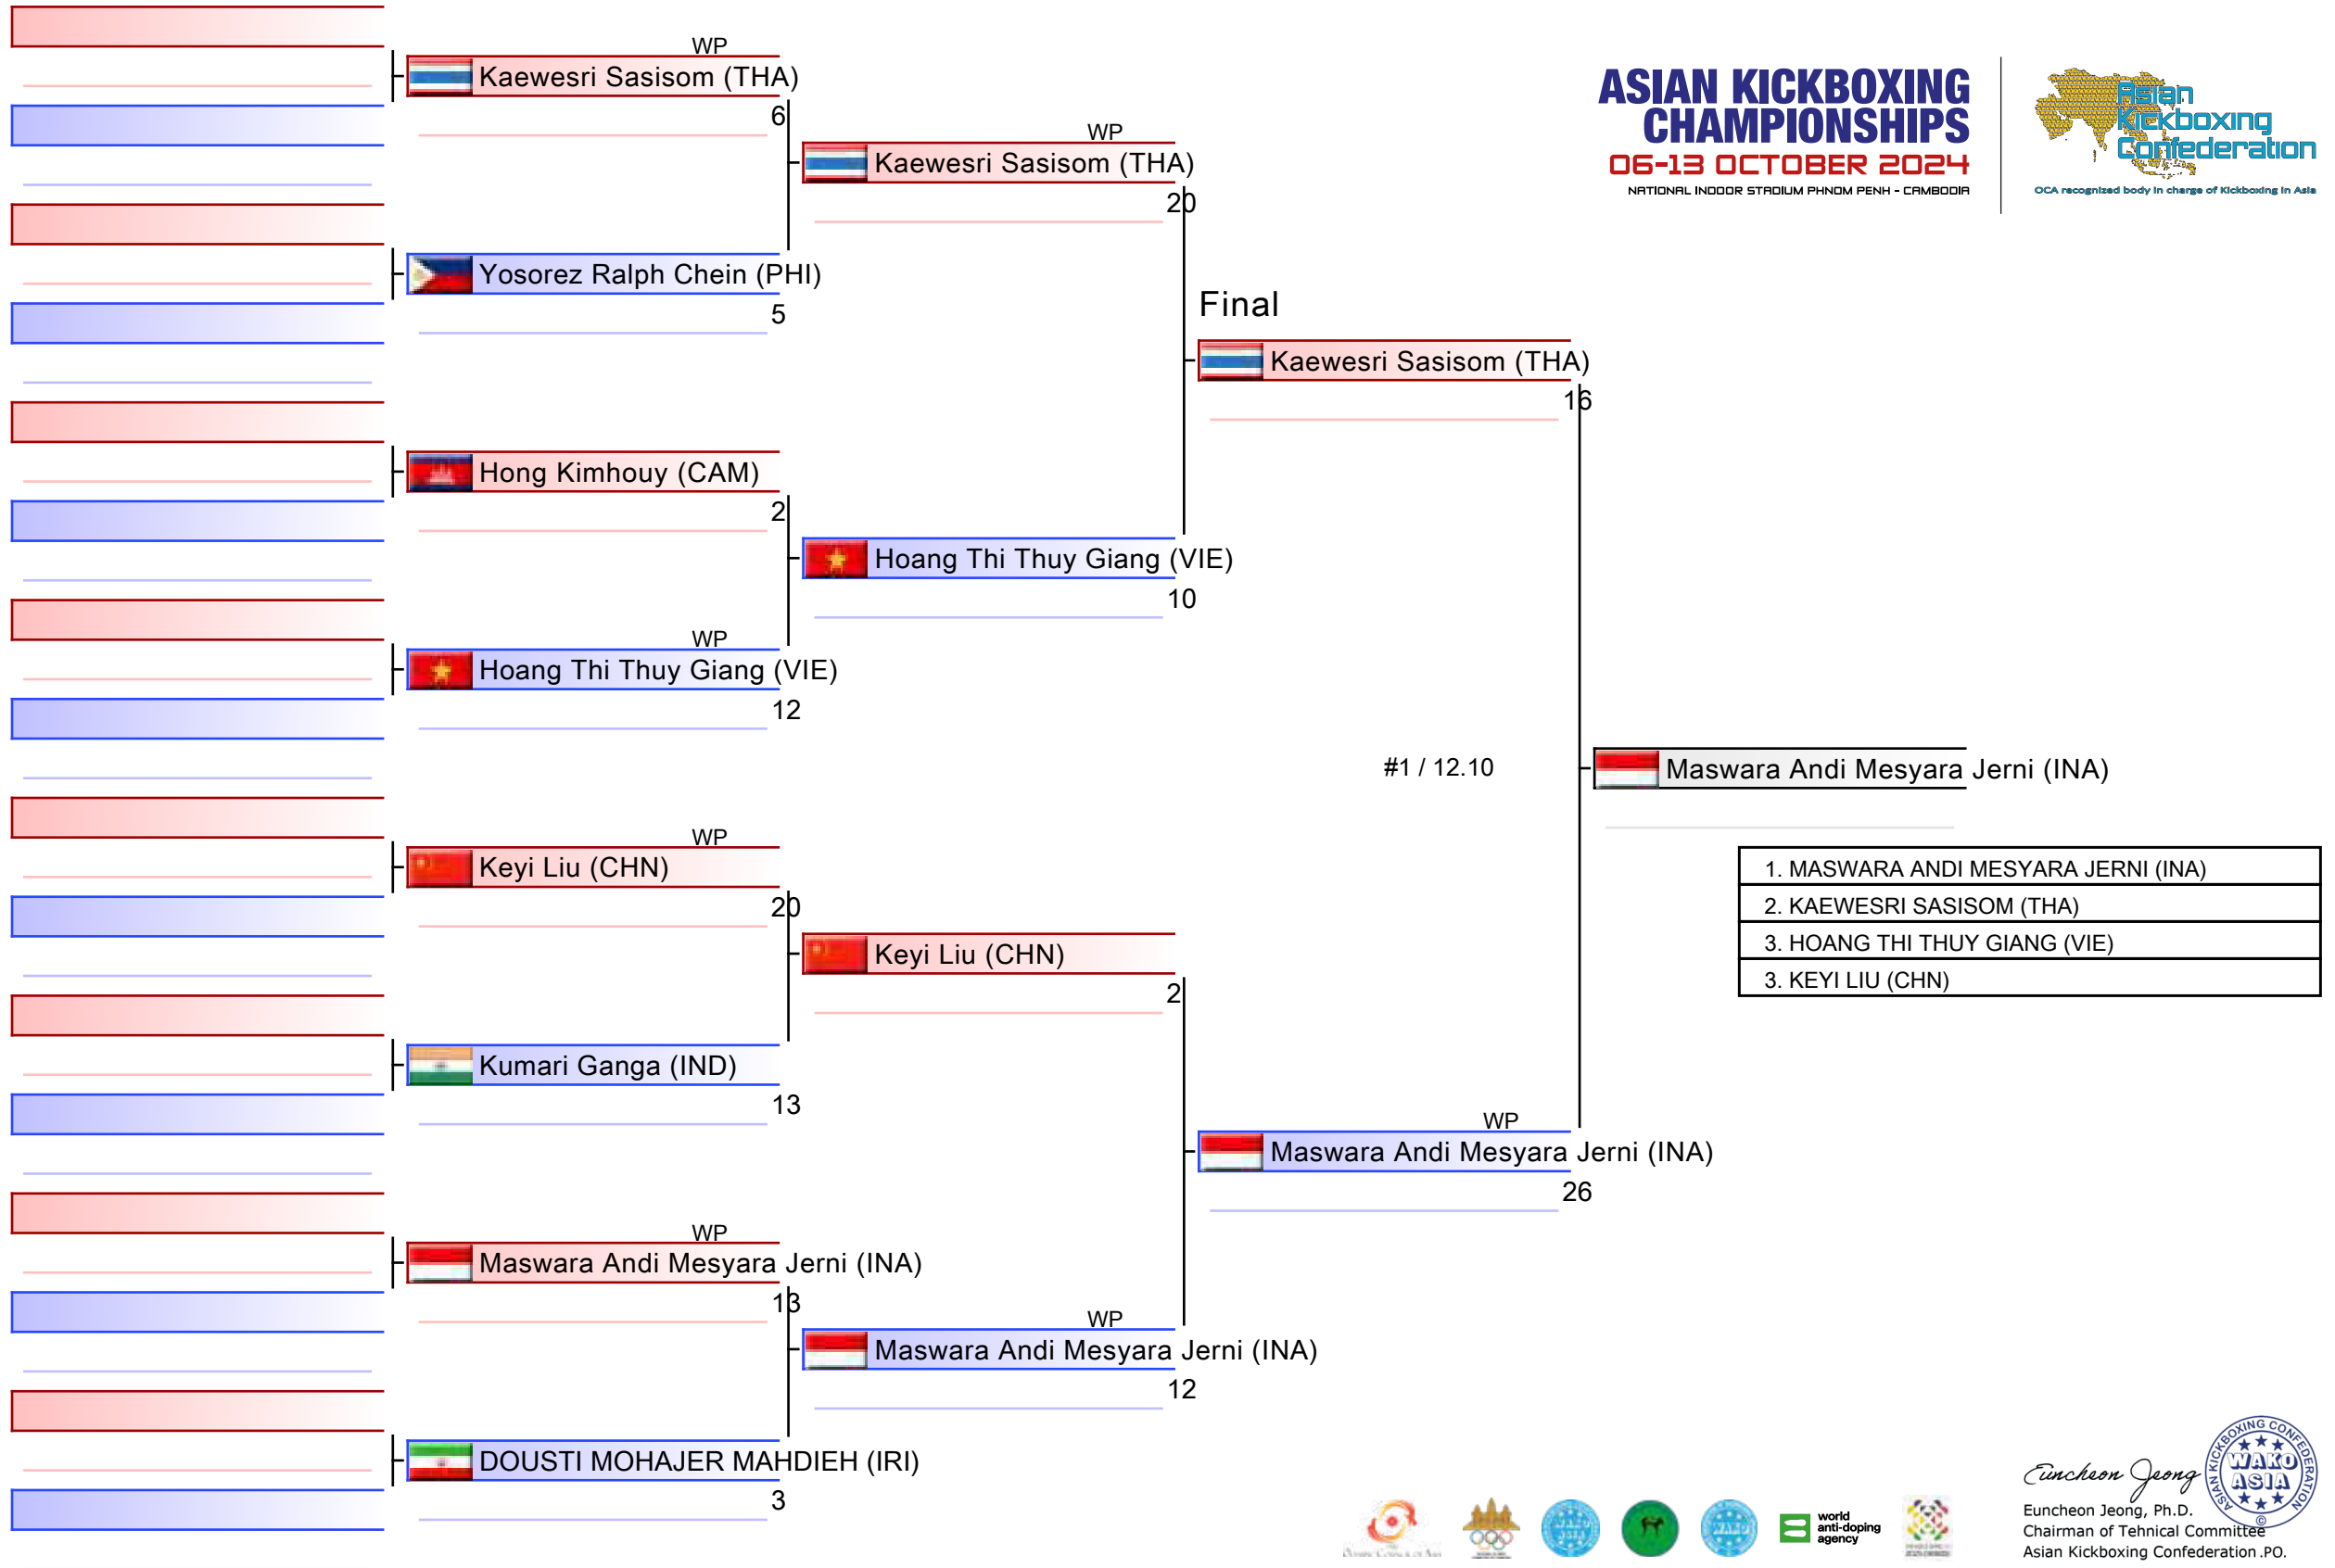 WP
Kaewesri Sasisom (THA)
6
Yosorez Ralph Chein (PHI)
5
Hong Kimhouy (CAM)
2
WP
Hoang Thi Thuy Giang (VIE)
12
WP
Keyi Liu (CHN)
20
Kumari Ganga (IND)
13
WP
Maswara Andi Mesyara Jerni (INA)
13
DOUSTI MOHAJER MAHDIEH (IRI)
3
WP
Kaewesri Sasisom (THA)
20
Hoang Thi Thuy Giang (VIE)
10
Keyi Liu (CHN)
2
WP
Maswara Andi Mesyara Jerni (INA)
12
Final
Kaewesri Sasisom (THA)
16
#1 / 12.10
WP
Maswara Andi Mesyara Jerni (INA)
26
Maswara Andi Mesyara Jerni (INA)
1. MASWARA ANDI MESYARA JERNI (INA)
2. KAEWESRI SASISOM (THA)
3. HOANG THI THUY GIANG (VIE)
3. KEYI LIU (CHN)
ASIAN KICKBOXING
CHAMPIONSHIPS
06-13 OCTOBER 2024
NATIONAL INDOOR STADIUM PHNOM PENH - CAMBODIA
Asian
Kickboxing
Confederation
OCA recognized body in charge of Kickboxing in Asia
world
anti-doping
agency
Euncheon Jeong
ASIAN KICKBOXING CONFEDERATION
WAKO
ASIA
©
Euncheon Jeong, Ph.D.
Chairman of Tehnical Committee
Asian Kickboxing Confederation .PO.